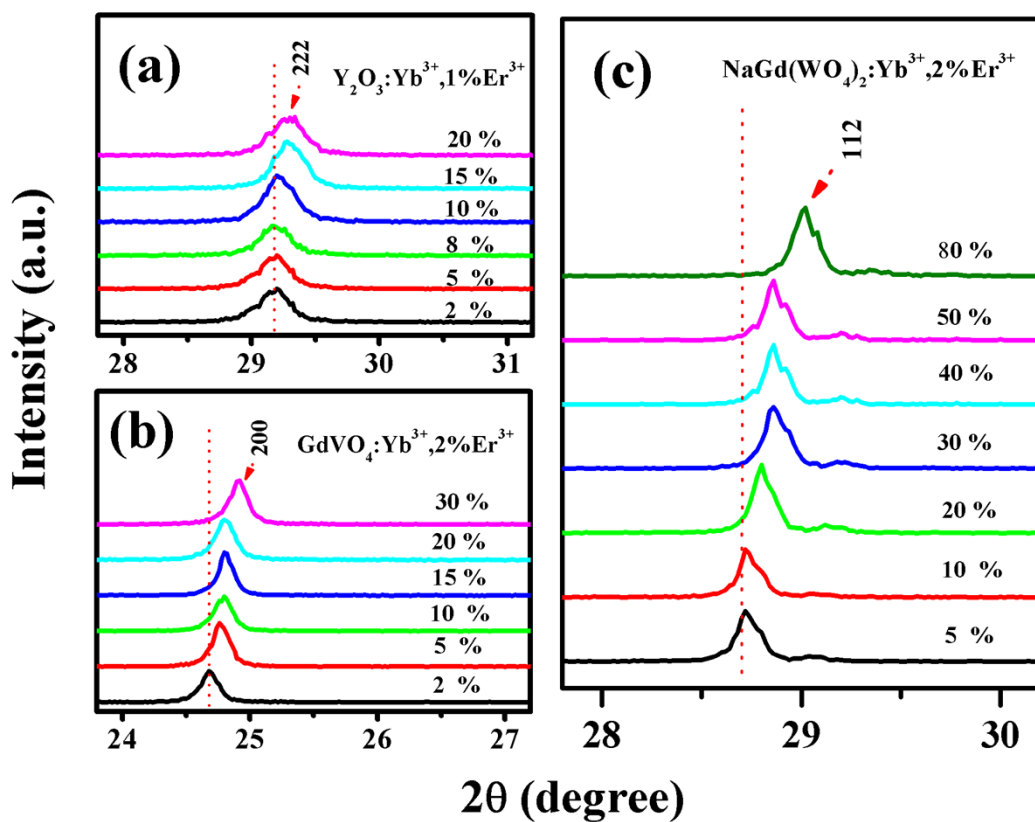 Intensity (a.u.)
(a)
Y₂O₃:Yb³⁺,1%Er³⁺
222
20 %
15 %
10 %
8 %
5 %
2 %
28 29 30 31
(b)
GdVO₄:Yb³⁺,2%Er³⁺
200
30 %
20 %
15 %
10 %
5 %
2 %
24 25 26 27
(c)
NaGd(WO₄)₂:Yb³⁺,2%Er³⁺
112
80 %
50 %
40 %
30 %
20 %
10 %
5 %
28 29 30
2θ (degree)